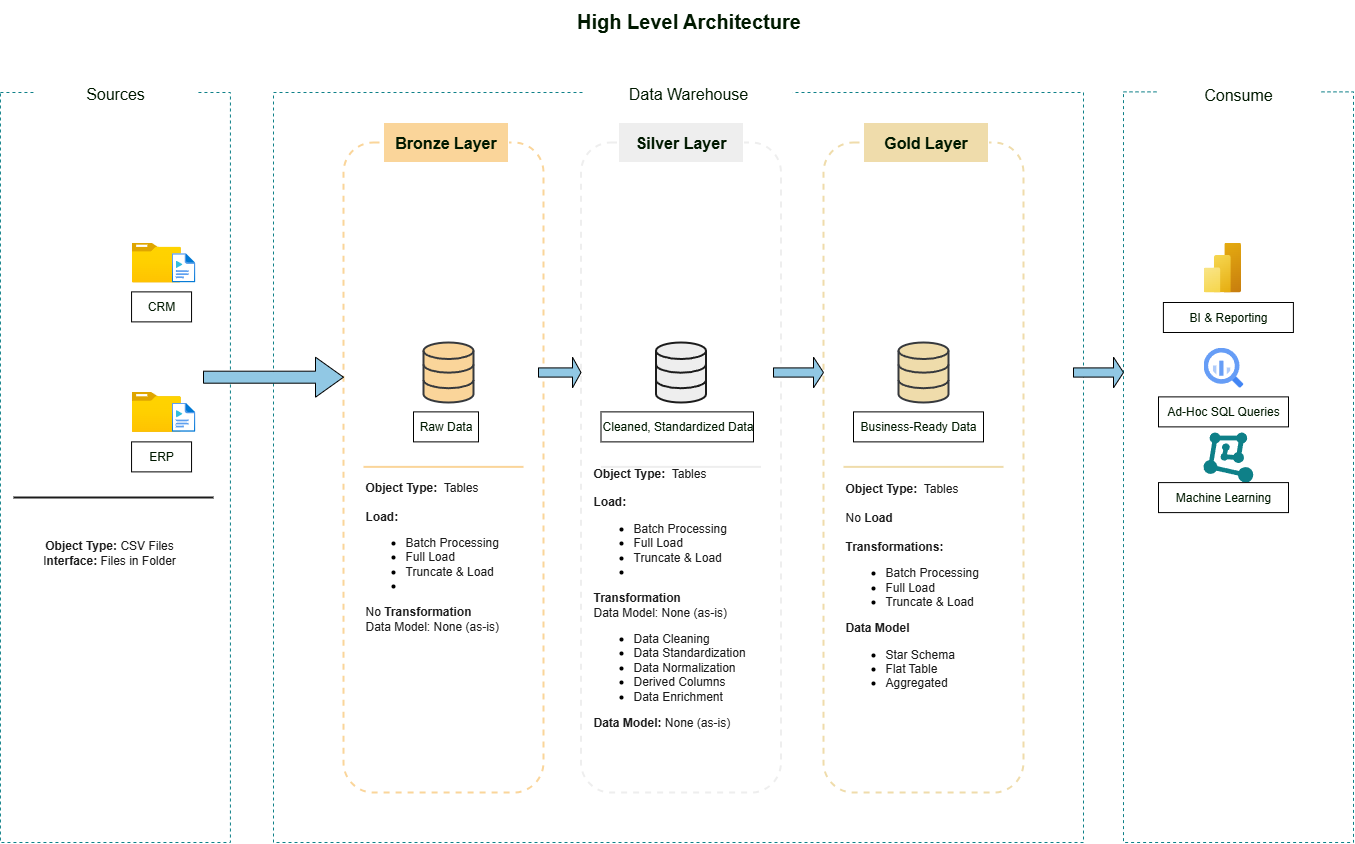 High Level Architecture
Sources
CRM
ERP
Object Type: CSV Files
Interface: Files in Folder
Data Warehouse
Bronze Layer
Raw Data
Object Type:  Tables
Load:
• Batch Processing
• Full Load
• Truncate & Load
•
No Transformation
Data Model: None (as-is)
Silver Layer
Cleaned, Standardized Data
Object Type:  Tables
Load:
• Batch Processing
• Full Load
• Truncate & Load
•
Transformation
Data Model: None (as-is)
• Data Cleaning
• Data Standardization
• Data Normalization
• Derived Columns
• Data Enrichment
Data Model: None (as-is)
Gold Layer
Business-Ready Data
Object Type:  Tables
No Load
Transformations:
• Batch Processing
• Full Load
• Truncate & Load
Data Model
• Star Schema
• Flat Table
• Aggregated
Consume
BI & Reporting
Ad-Hoc SQL Queries
Machine Learning